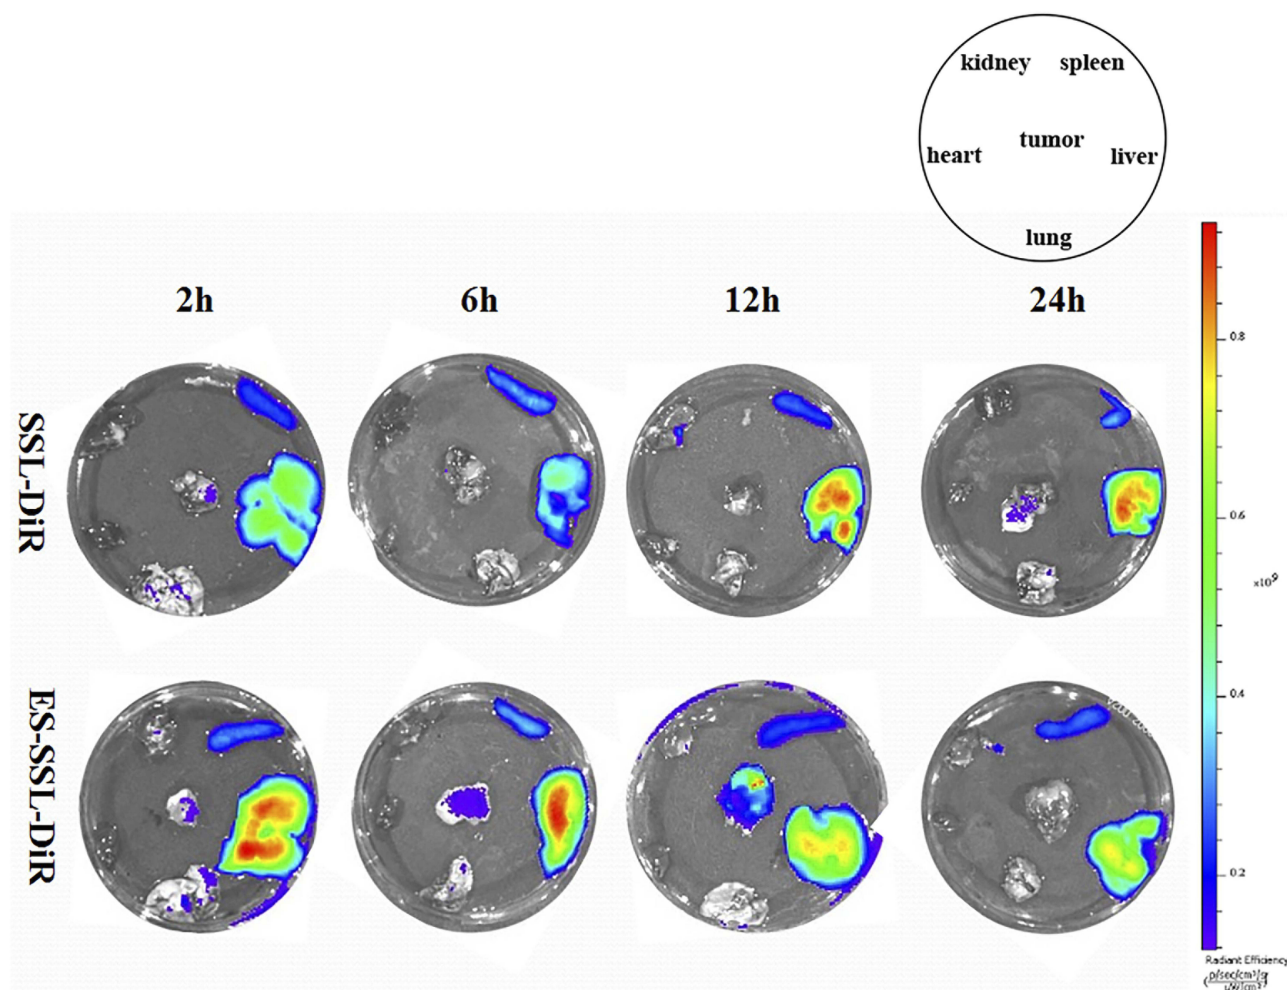 kidney spleen
tumor
heart liver
lung
2h 6h 12h 24h
SSL-DiR
ES-SSL-DiR
0.8
0.6
x10⁹
0.4
0.2
Radiant Efficiency